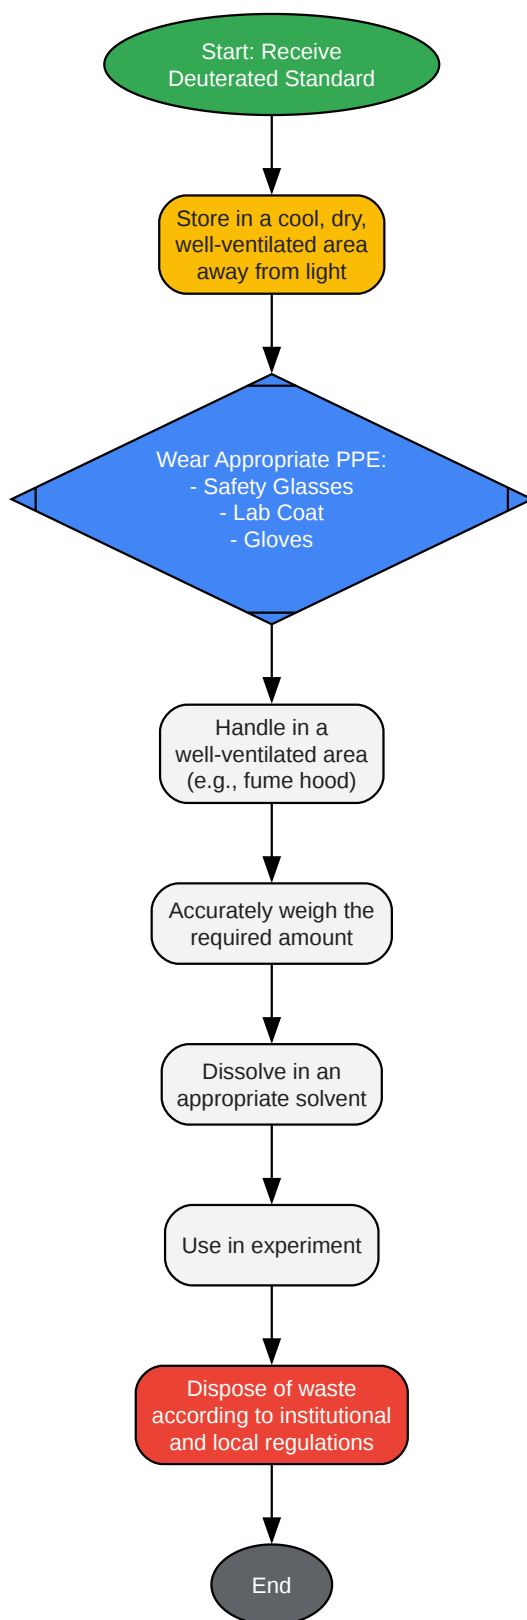 Start: Receive
Deuterated Standard
Store in a cool, dry,
well-ventilated area
away from light
Wear Appropriate PPE:
- Safety Glasses
- Lab Coat
- Gloves
Handle in a
well-ventilated area
(e.g., fume hood)
Accurately weigh the
required amount
Dissolve in an
appropriate solvent
Use in experiment
Dispose of waste
according to institutional
and local regulations
End